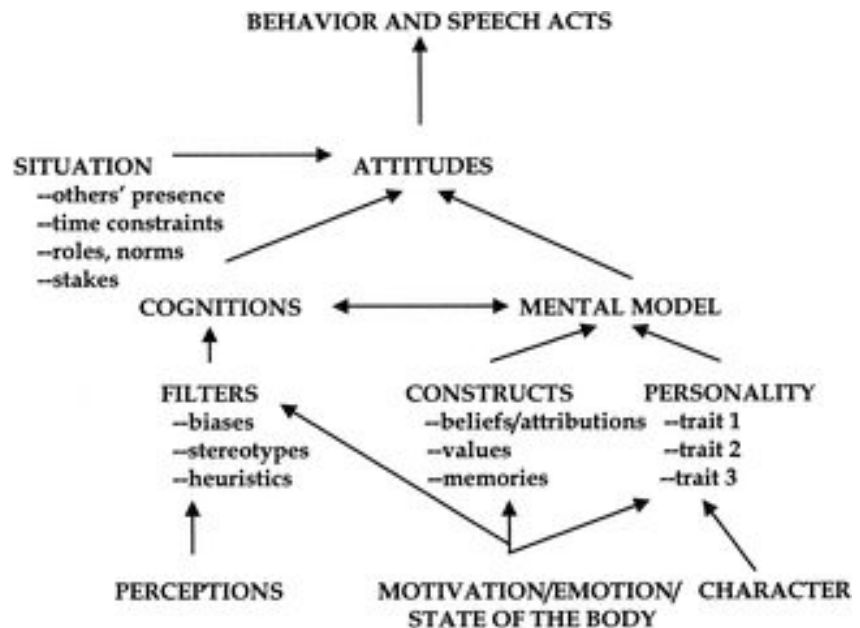 BEHAVIOR AND SPEECH ACTS
SITUATION
--others' presence
--time constraints
--roles, norms
--stakes
ATTITUDES
COGNITIONS
MENTAL MODEL
FILTERS
--biases
--stereotypes
--heuristics
CONSTRUCTS
--beliefs/attributions
--values
--memories
PERSONALITY
--trait 1
--trait 2
--trait 3
PERCEPTIONS
MOTIVATION/EMOTION/
STATE OF THE BODY
CHARACTER